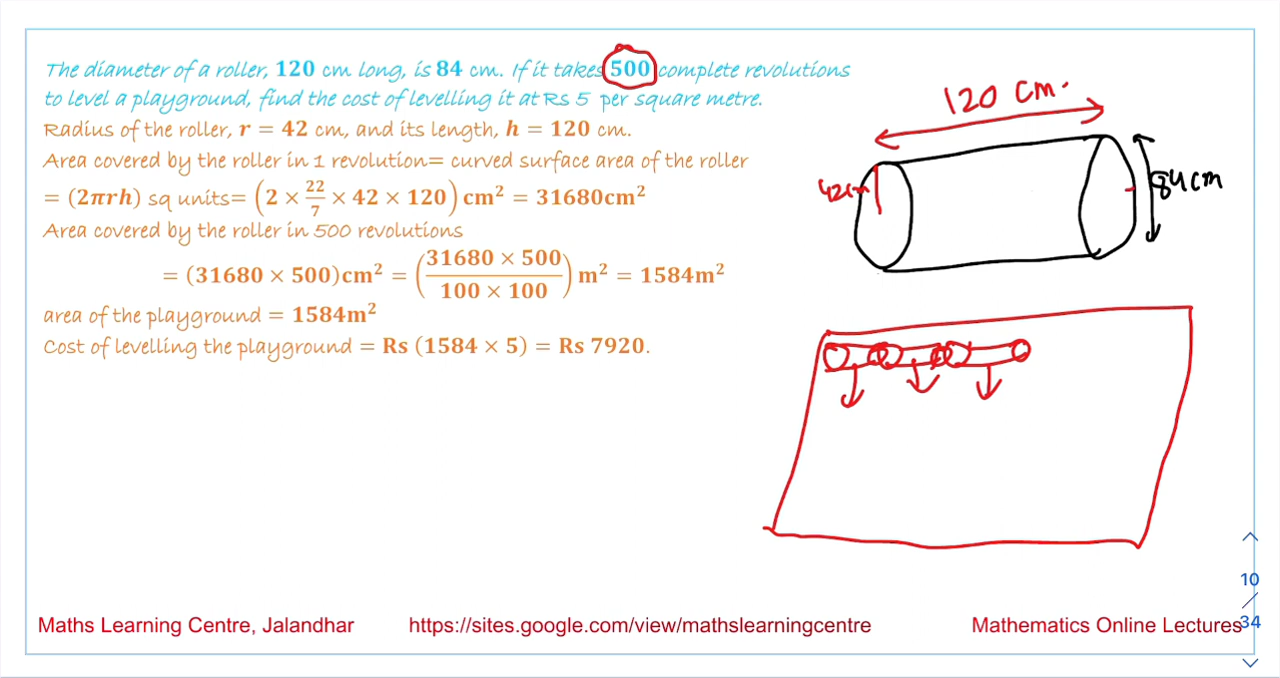 The diameter of a roller, 120 cm long, is 84 cm. If it takes 500 complete revolutions
to level a playground, find the cost of levelling it at Rs 5 per square metre.
Radius of the roller, r = 42 cm, and its length, h = 120 cm.
Area covered by the roller in 1 revolution= curved surface area of the roller
= (2πrh) sq units= (2 × 22/7 × 42 × 120) cm² = 31680cm²
Area covered by the roller in 500 revolutions
= (31680 × 500)cm² = (31680 × 500 / 100 × 100) m² = 1584m²
area of the playground = 1584m²
Cost of levelling the playground = Rs (1584 × 5) = Rs 7920.
120 cm.
42cm
84cm
10
/
34
Maths Learning Centre, Jalandhar https://sites.google.com/view/mathslearningcentre Mathematics Online Lectures